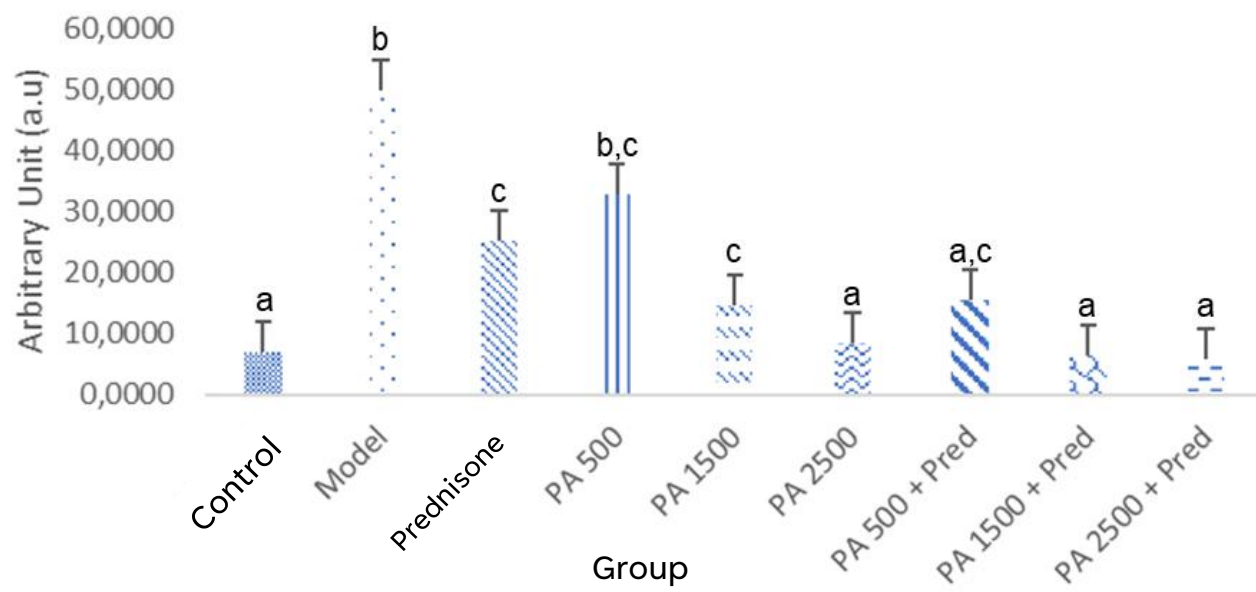 60,0000
50,0000
40,0000
30,0000
20,0000
10,0000
0,0000
Arbitrary Unit (a.u)
a
b
c
b,c
c
a
a,c
a
a
Control
Model
Prednisone
PA 500
PA 1500
PA 2500
PA 500 + Pred
PA 1500 + Pred
PA 2500 + Pred
Group